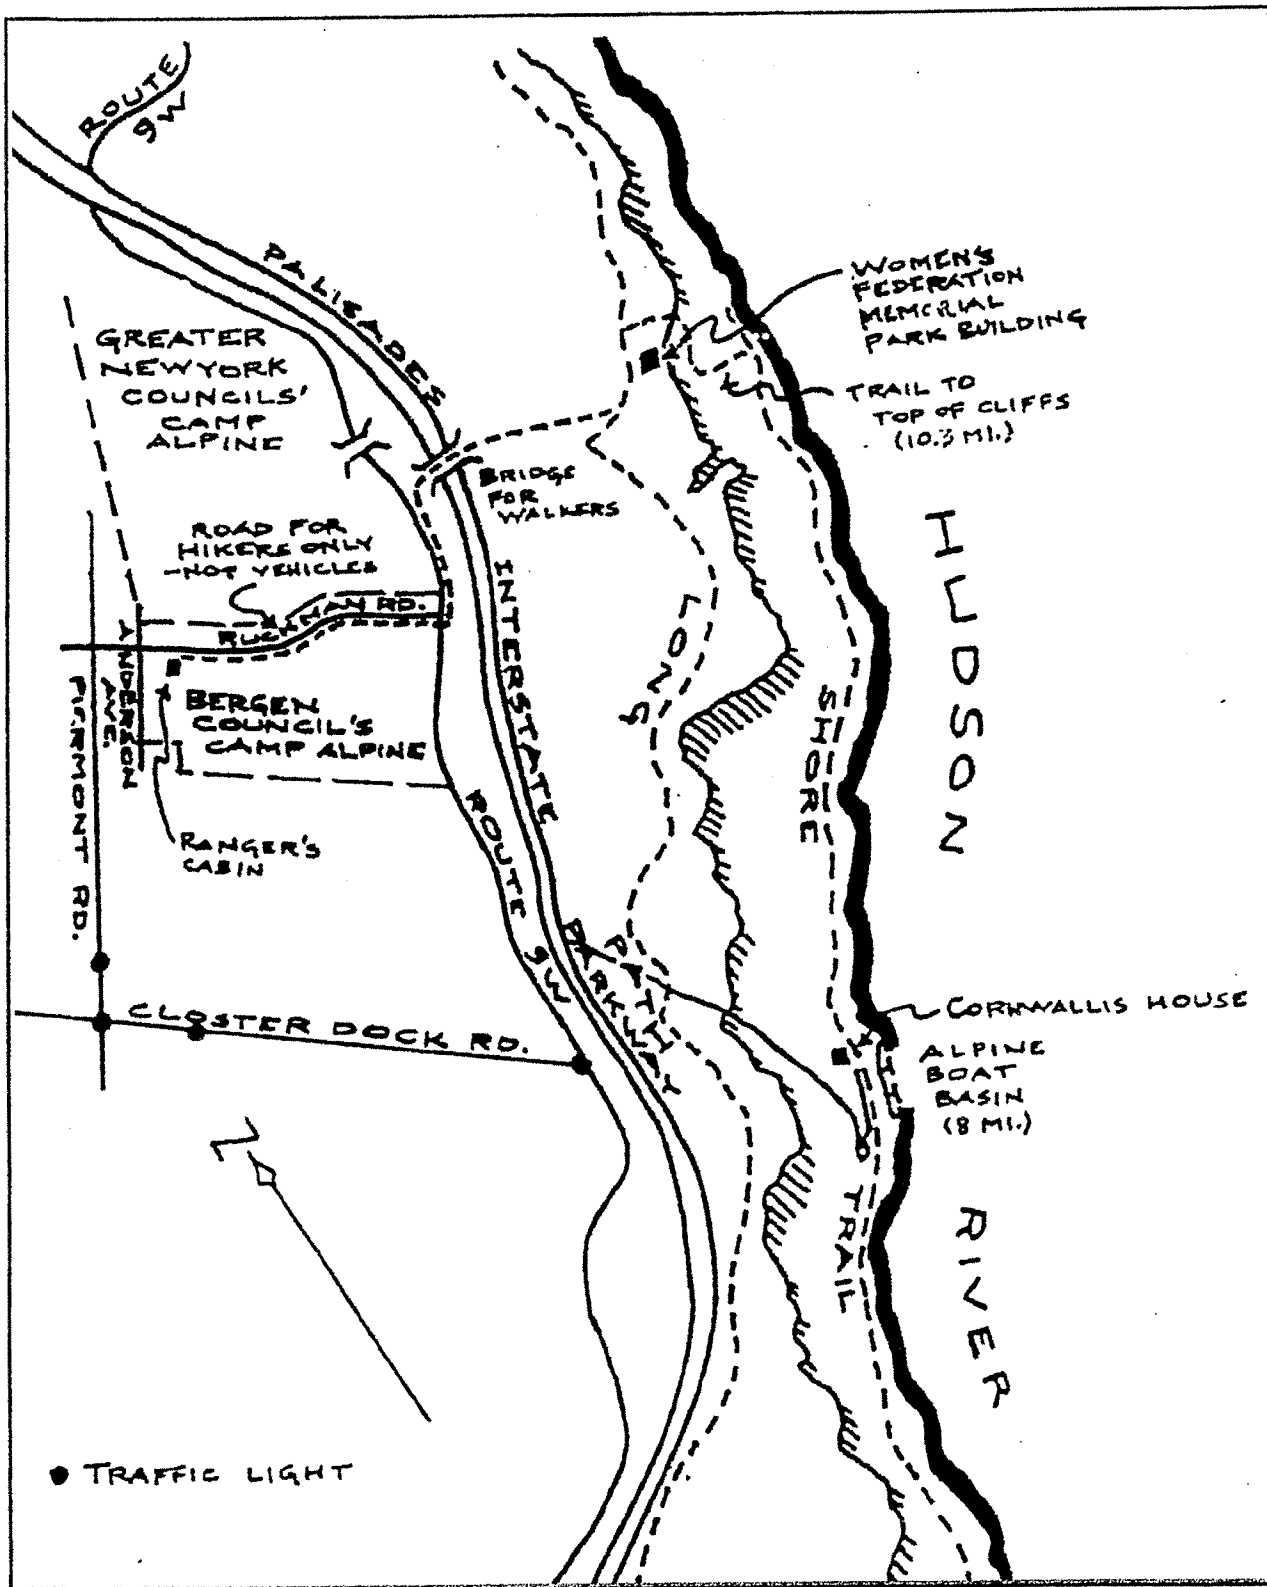 ROUTE
9W
PALISADES
INTERSTATE
PARKWAY
WOMEN'S
FEDERATION
MEMORIAL
PARK BUILDING
TRAIL TO
TOP OF CLIFFS
(10.3 MI.)
GREATER
NEW YORK
COUNCILS'
CAMP
ALPINE
BRIDGE
FOR
WALKERS
ROAD FOR
HIKERS ONLY
-NOT VEHICLES
RUCKMAN RD.
ANDERSON
AVE.
PIERMONT RD.
BERGEN
COUNCIL'S
CAMP ALPINE
RANGER'S
CABIN
ROUTE 9W
LONG
PATH
SHORE
TRAIL
HUDSON
RIVER
CORNWALLIS HOUSE
ALPINE
BOAT
BASIN
(8 MI.)
CLOSTER DOCK RD.
N
TRAFFIC LIGHT